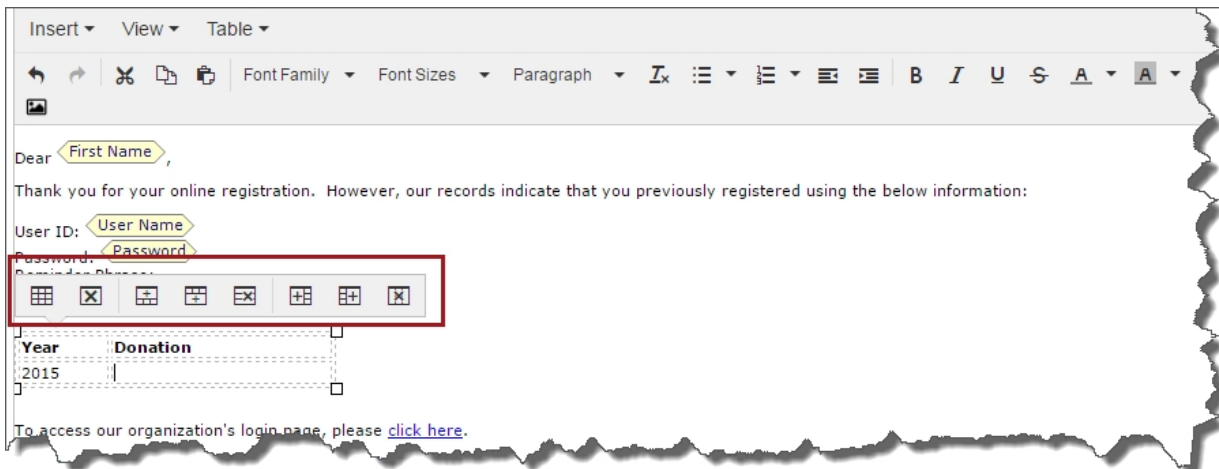 Insert View Table
Font Family Font Sizes Paragraph B I U S A A
Dear First Name ,
Thank you for your online registration. However, our records indicate that you previously registered using the below information:
User ID: User Name
Password: Password
Reminder Phrase:
Year Donation
2015
To access our organization's login page, please click here.